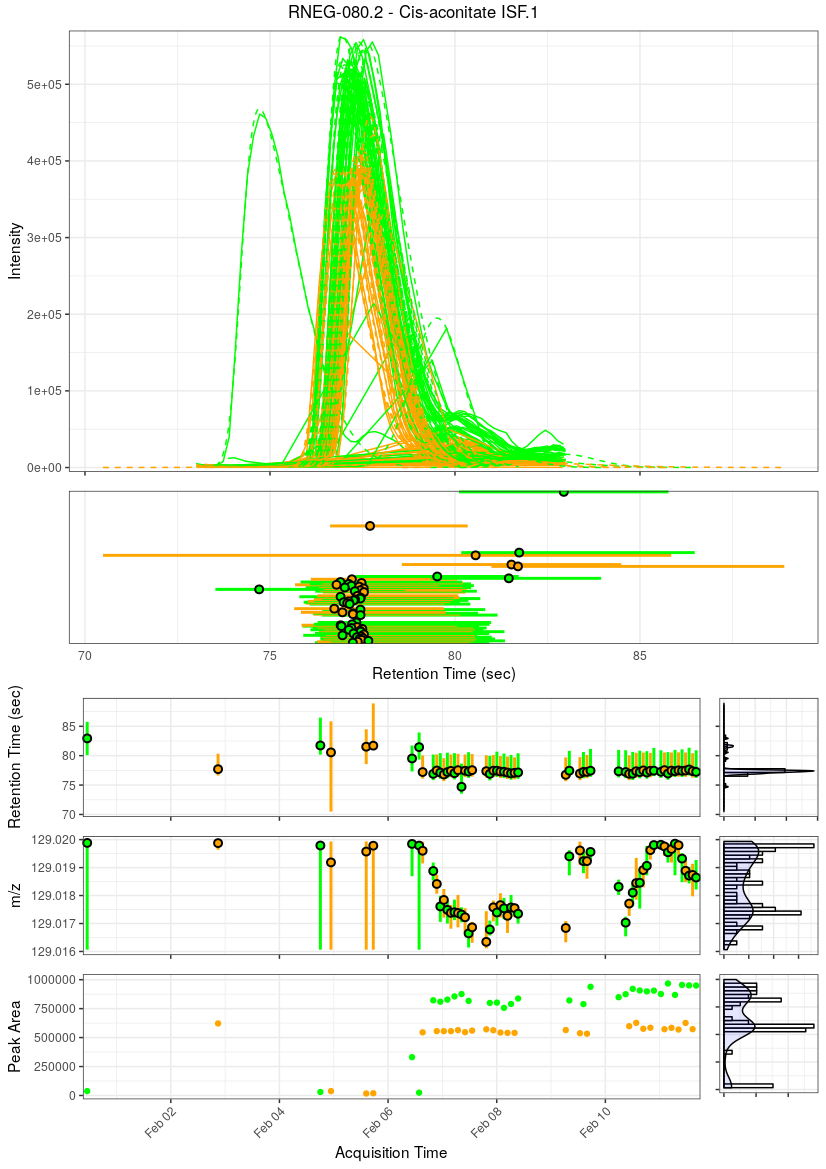 RNEG-080.2 - Cis-aconitate ISF.1
5e+05
4e+05
3e+05
2e+05
1e+05
0e+00
Intensity
70
75
80
85
Retention Time (sec)
85
80
75
70
Retention Time (sec)
129.020
129.019
129.018
129.017
129.016
m/z
1000000
750000
500000
250000
0
Peak Area
Feb 02
Feb 04
Feb 06
Feb 08
Feb 10
Acquisition Time